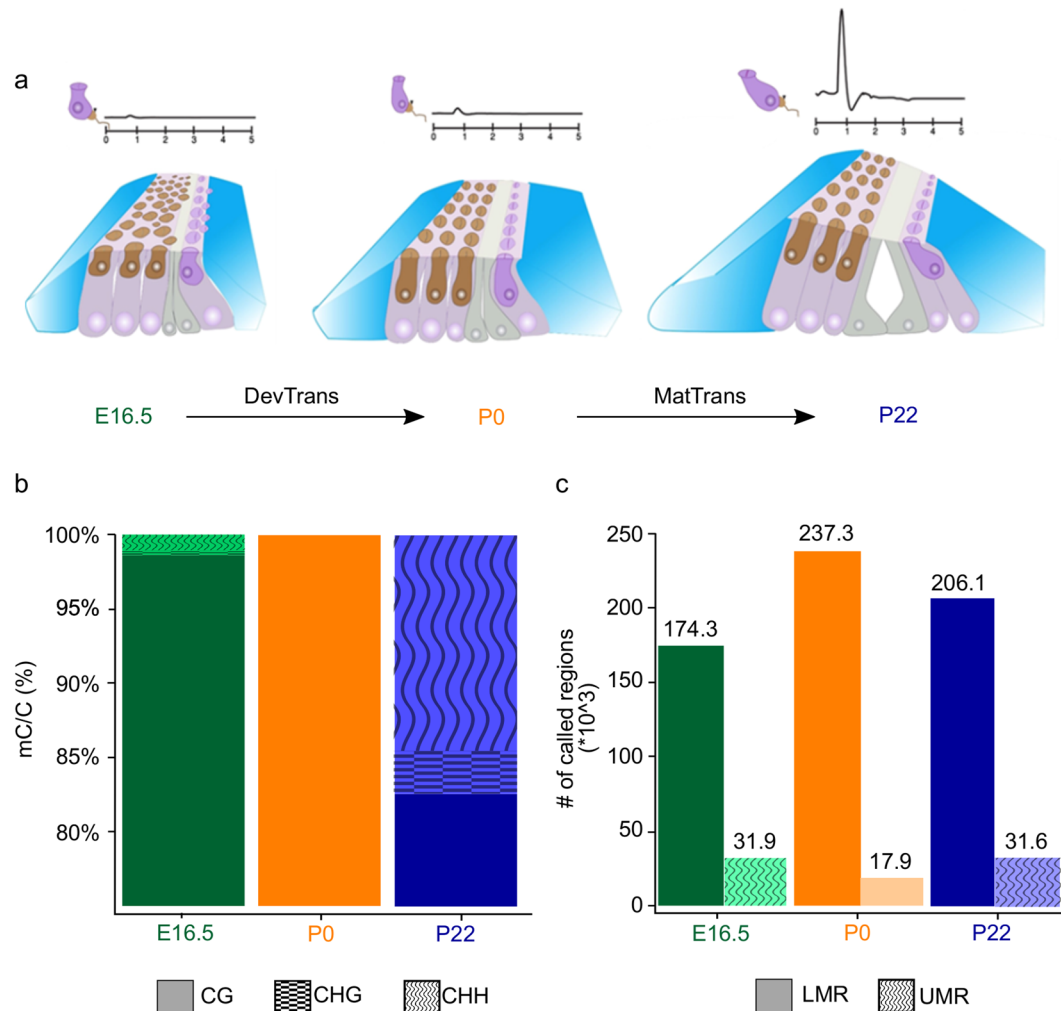 a
0 1 2 3 4 5
0 1 2 3 4 5
0 1 2 3 4 5
E16.5 DevTrans P0 MatTrans P22
b
mC/C (%)
100%
95%
90%
85%
80%
E16.5 P0 P22
CG CHG CHH
c
# of called regions
(*10^3)
250
200
150
100
50
0
174.3
31.9
237.3
17.9
206.1
31.6
E16.5 P0 P22
LMR UMR